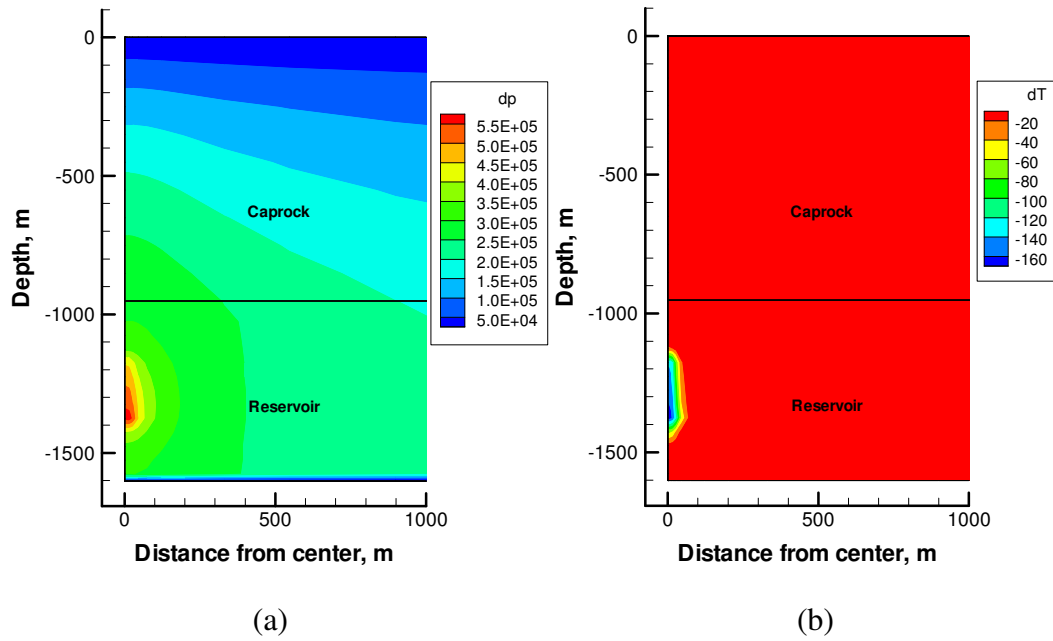 0
-500
-1000
-1500
Depth, m
0
500
1000
Distance from center, m
Caprock
Reservoir
dp
5.5E+05
5.0E+05
4.5E+05
4.0E+05
3.5E+05
3.0E+05
2.5E+05
2.0E+05
1.5E+05
1.0E+05
5.0E+04
(a)
0
-500
-1000
-1500
Depth, m
0
500
1000
Distance from center, m
Caprock
Reservoir
dT
-20
-40
-60
-80
-100
-120
-140
-160
(b)